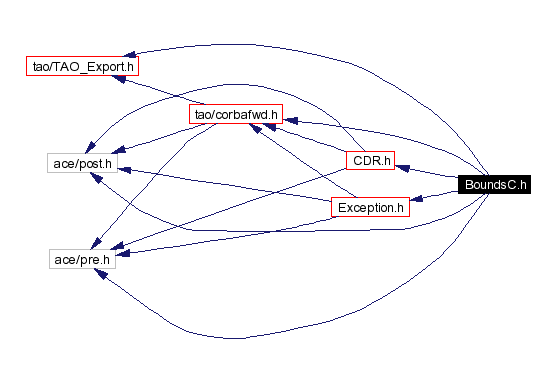 tao/TAO_Export.h
tao/corbafwd.h
ace/post.h
CDR.h
BoundsC.h
Exception.h
ace/pre.h